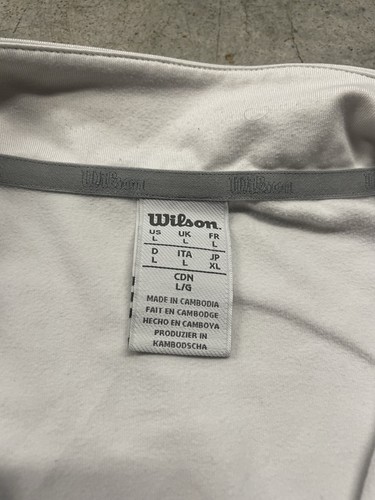 Wilson Wilson
Wilson.
US UK FR
L L L
D ITA JP
L L XL
CDN
L/G
MADE IN CAMBODIA
FAIT EN CAMBODGE
HECHO EN CAMBOYA
PRODUZIER IN
KAMBODSCHA